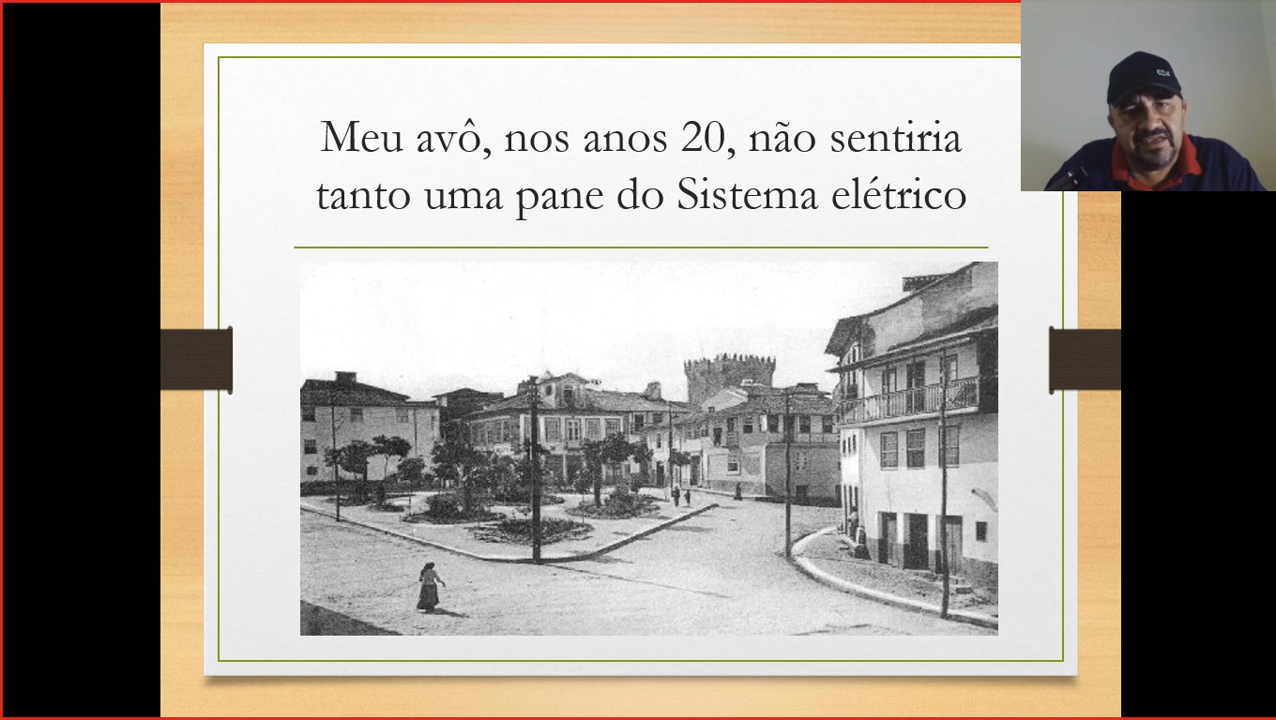 Meu avô, nos anos 20, não sentiria
tanto uma pane do Sistema elétrico